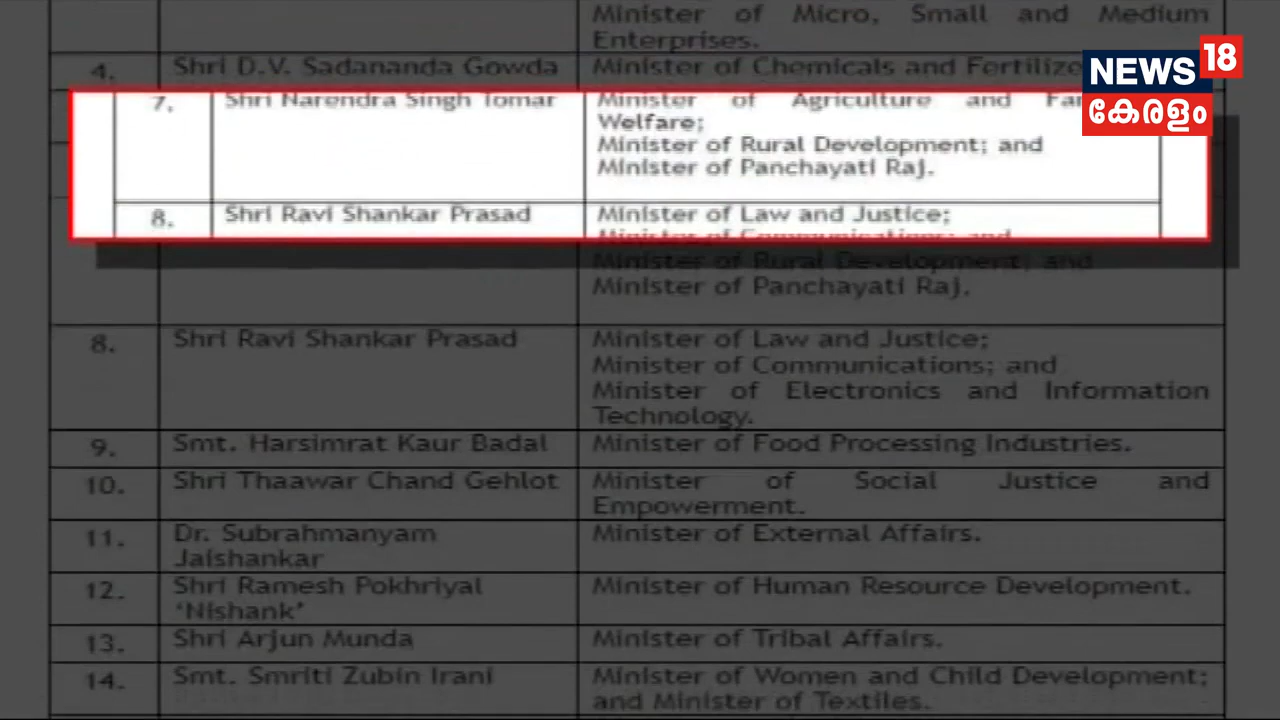 Minister of Micro, Small and Medium
Enterprises.
4. Shri D.V. Sadananda Gowda Minister of Chemicals and
NEWS 18
കേരളം
7. Shri Narendra Singh Tomar Minister of Agriculture and
Welfare;
Minister of Rural Development; and
Minister of Panchayati Raj.
8. Shri Ravi Shankar Prasad Minister of Law and Justice;
Minister of Communications; and
Minister of Rural Development; and
Minister of Panchayati Raj.
8. Shri Ravi Shankar Prasad Minister of Law and Justice;
Minister of Communications; and
Minister of Electronics and Information
Technology.
9. Smt. Harsimrat Kaur Badal Minister of Food Processing Industries.
10. Shri Thaawar Chand Gehlot Minister of Social Justice and
Empowerment.
11. Dr. Subrahmanyam Minister of External Affairs.
Jaishankar
12. Shri Ramesh Pokhriyal Minister of Human Resource Development.
‘Nishank’
13. Shri Arjun Munda Minister of Tribal Affairs.
14. Smt. Smriti Zubin Irani Minister of Women and Child Development;
and Minister of Textiles.